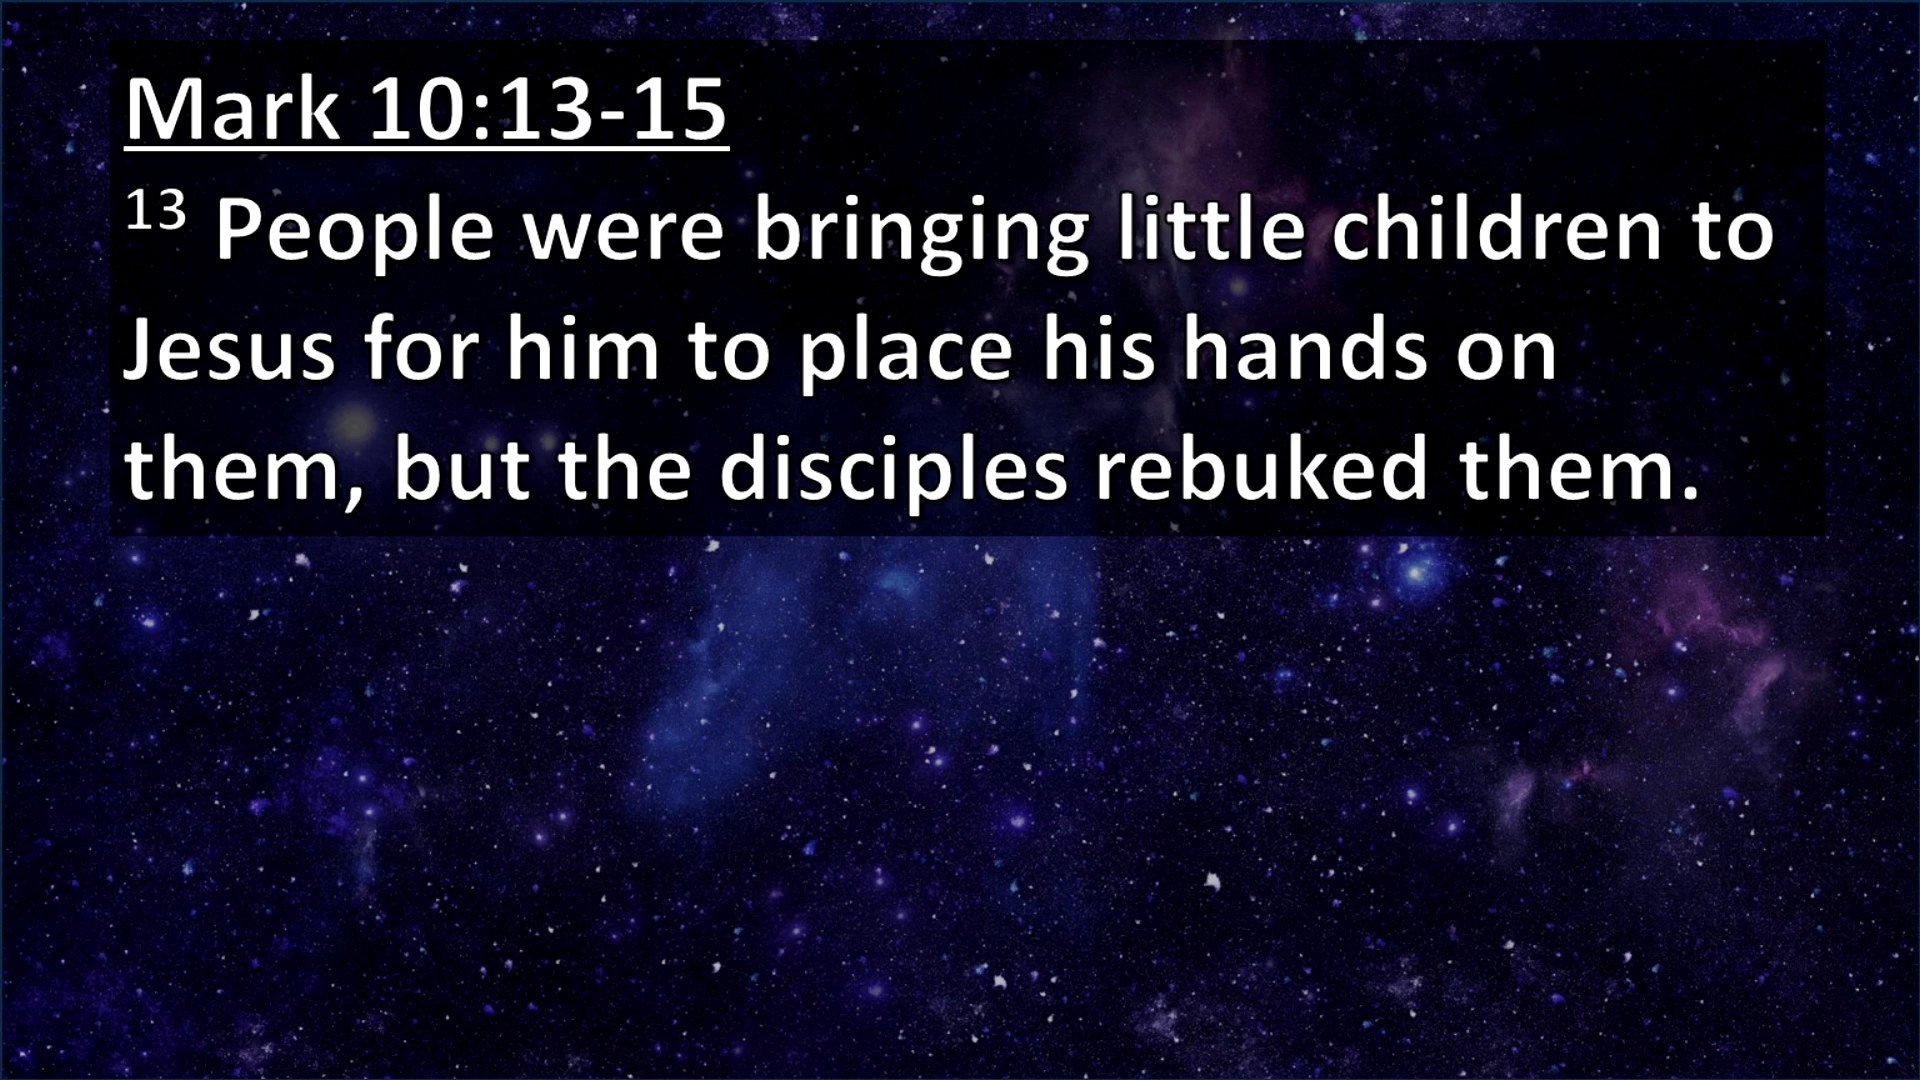 Mark 10:13-15
13 People were bringing little children to
Jesus for him to place his hands on
them, but the disciples rebuked them.